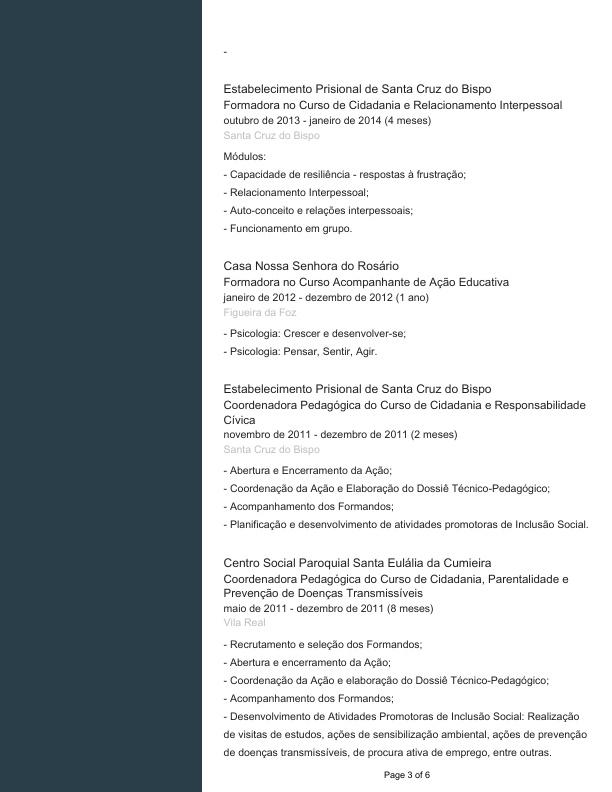 -
Estabelecimento Prisional de Santa Cruz do Bispo
Formadora no Curso de Cidadania e Relacionamento Interpessoal
outubro de 2013 - janeiro de 2014 (4 meses)
Santa Cruz do Bispo
Módulos:
- Capacidade de resiliência - respostas à frustração;
- Relacionamento Interpessoal;
- Auto-conceito e relações interpessoais;
- Funcionamento em grupo.
Casa Nossa Senhora do Rosário
Formadora no Curso Acompanhante de Ação Educativa
janeiro de 2012 - dezembro de 2012 (1 ano)
Figueira da Foz
- Psicologia: Crescer e desenvolver-se;
- Psicologia: Pensar, Sentir, Agir.
Estabelecimento Prisional de Santa Cruz do Bispo
Coordenadora Pedagógica do Curso de Cidadania e Responsabilidade
Cívica
novembro de 2011 - dezembro de 2011 (2 meses)
Santa Cruz do Bispo
- Abertura e Encerramento da Ação;
- Coordenação da Ação e Elaboração do Dossiê Técnico-Pedagógico;
- Acompanhamento dos Formandos;
- Planificação e desenvolvimento de atividades promotoras de Inclusão Social.
Centro Social Paroquial Santa Eulália da Cumieira
Coordenadora Pedagógica do Curso de Cidadania, Parentalidade e
Prevenção de Doenças Transmissíveis
maio de 2011 - dezembro de 2011 (8 meses)
Vila Real
- Recrutamento e seleção dos Formandos;
- Abertura e encerramento da Ação;
- Coordenação da Ação e elaboração do Dossiê Técnico-Pedagógico;
- Acompanhamento dos Formandos;
- Desenvolvimento de Atividades Promotoras de Inclusão Social: Realização
de visitas de estudos, ações de sensibilização ambiental, ações de prevenção
de doenças transmissíveis, de procura ativa de emprego, entre outras.
Page 3 of 6